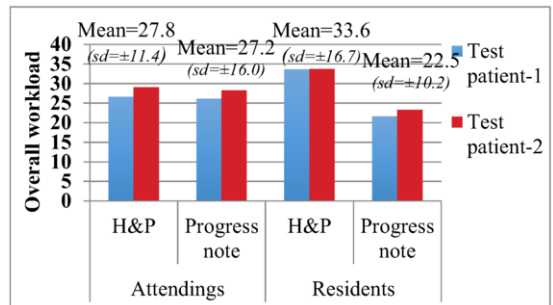 Mean=27.8
(sd=±11.4)
Mean=27.2
(sd=±16.0)
Mean=33.6
(sd=±16.7)
Mean=22.5
(sd=±10.2)
Overall workload
40
35
30
25
20
15
10
5
0
H&P
Progress
note
H&P
Progress
note
Attendings
Residents
Test
patient-1
Test
patient-2